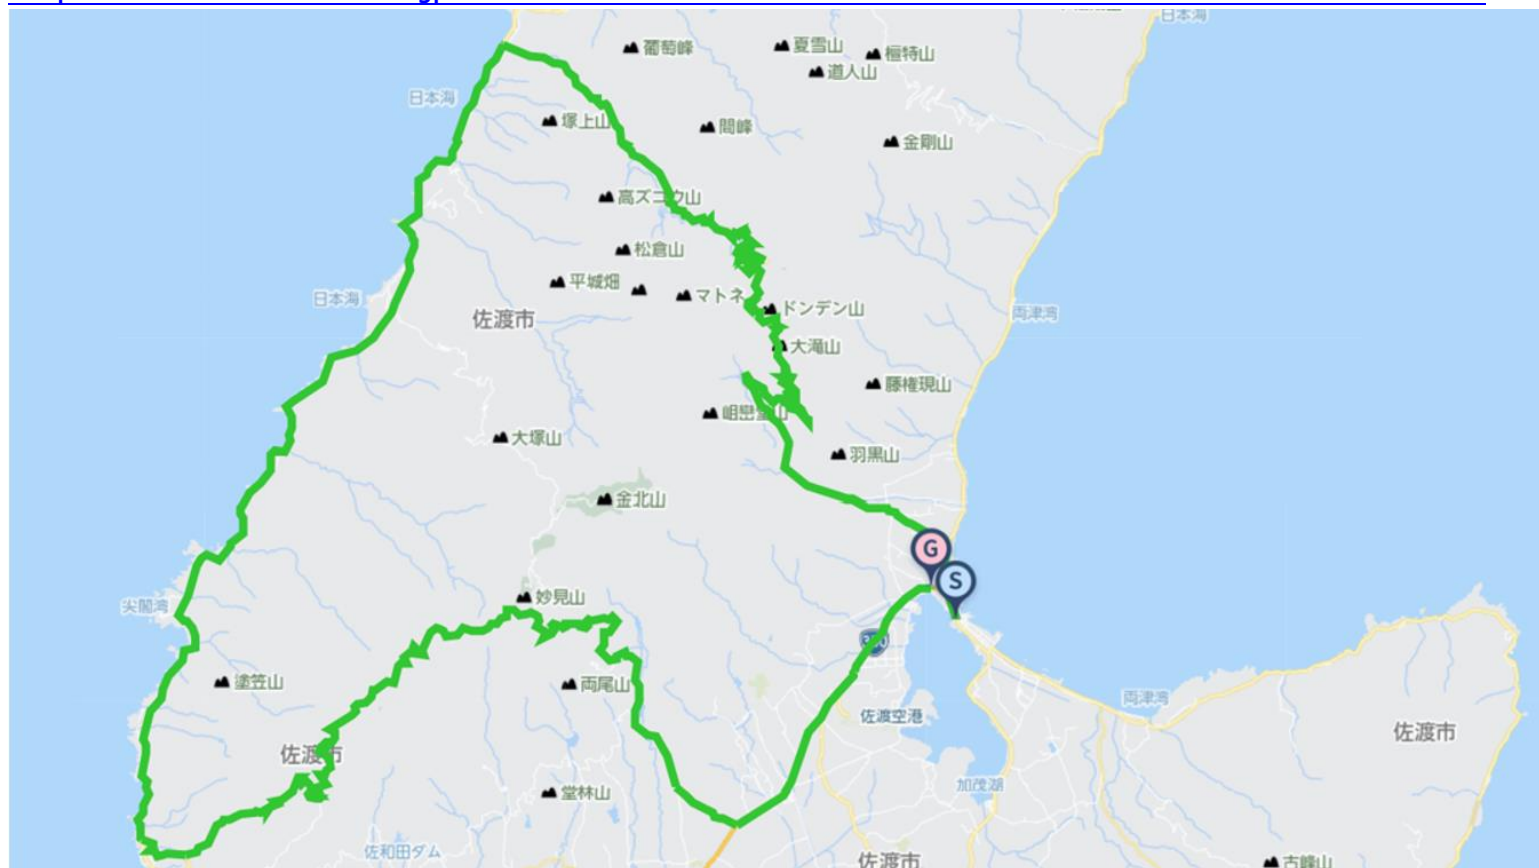 日本海
葡萄峰
夏雪山
檀特山
道人山
日本海
塚上山
間峰
金剛山
高ズコウ山
松倉山
平城畑
マトネ
ドンデン山
日本海
佐渡市
両津湾
大滝山
藤権現山
岨巒堂山
大塚山
羽黒山
金北山
G
S
妙見山
尖閣湾
塗笠山
両尾山
佐渡空港
両津湾
佐渡市
佐渡市
堂林山
加茂湖
佐和田ダム
佐渡市
古峰山